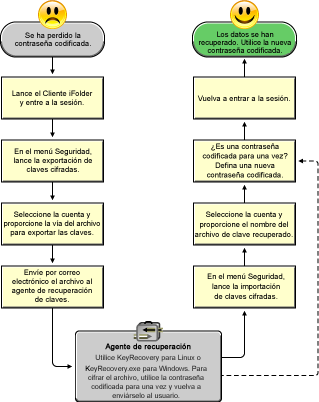 Se ha perdido la
contraseña codificada.
Lance el Cliente iFolder
y entre a la sesión.
En el menú Seguridad,
lance la exportación de
claves cifradas.
Seleccione la cuenta y
proporcione la vía del archivo
para exportar las claves.
Envíe por correo
electrónico el archivo al
agente de recuperación
de claves.
Agente de recuperación
Utilice KeyRecovery para Linux o
KeyRecovery.exe para Windows. Para
cifrar el archivo, utilice la contraseña
codificada para una vez y vuelva a
enviárselo al usuario.
En el menú Seguridad,
lance la importación
de claves cifradas.
Seleccione la cuenta y
proporcione el nombre del
archivo de clave recuperado.
¿Es una contraseña
codificada para una vez?
Defina una nueva
contraseña codificada.
Vuelva a entrar a la sesión.
Los datos se han
recuperado. Utilice la nueva
contraseña codificada.